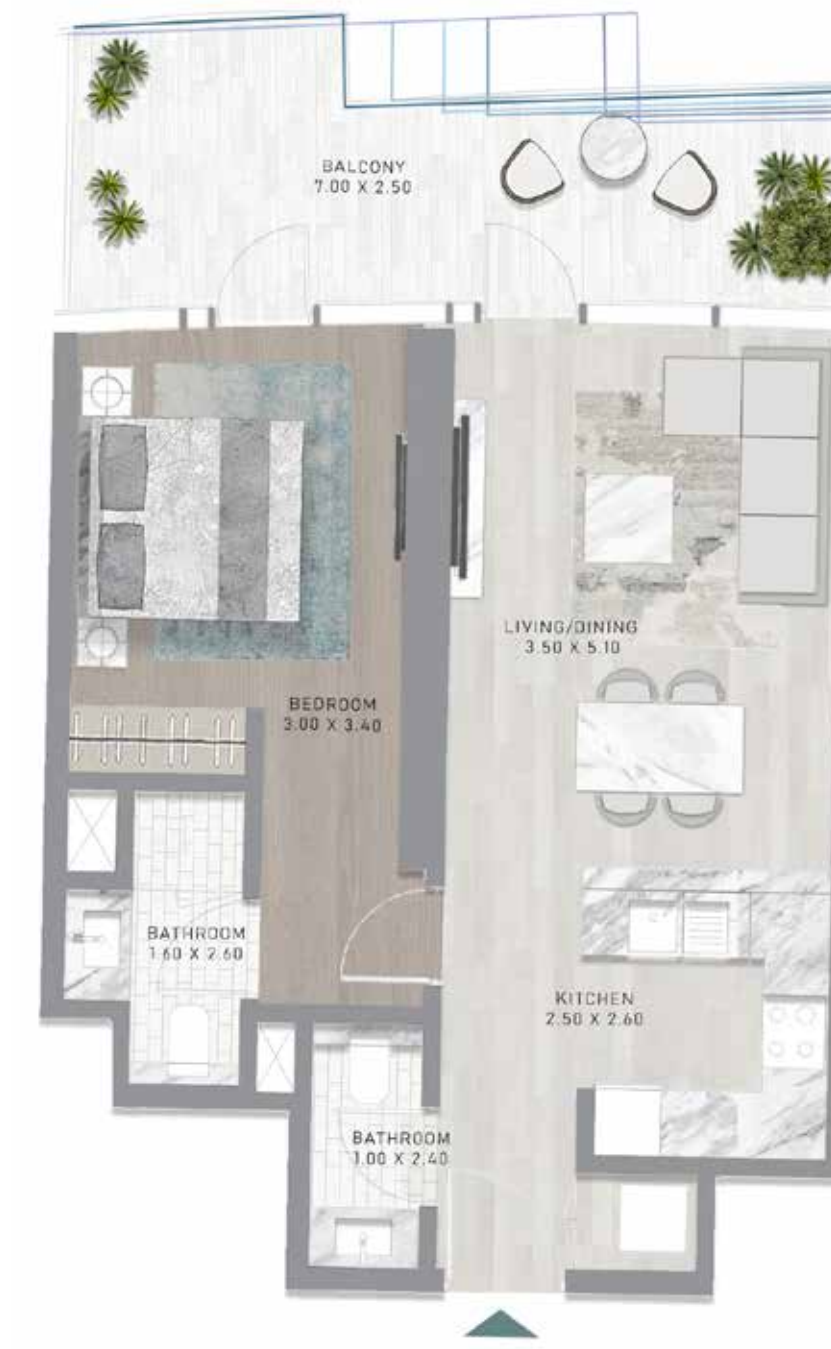 BALCONY
7.00 X 2.50
LIVING/DINING
3.50 X 5.10
BEDROOM
3.00 X 3.40
BATHROOM
1.60 X 2.60
KITCHEN
2.50 X 2.60
BATHROOM
1.00 X 2.40